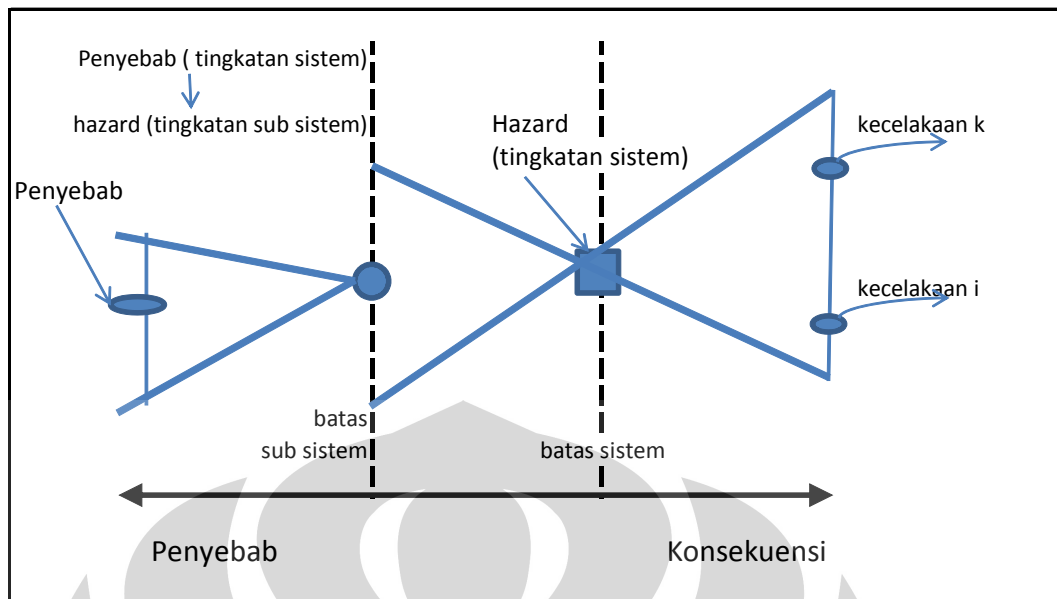 Penyebab ( tingkatan sistem)
hazard (tingkatan sub sistem)
Penyebab
Hazard
(tingkatan sistem)
kecelakaan k
kecelakaan i
batas
sub sistem
batas sistem
Penyebab
Konsekuensi